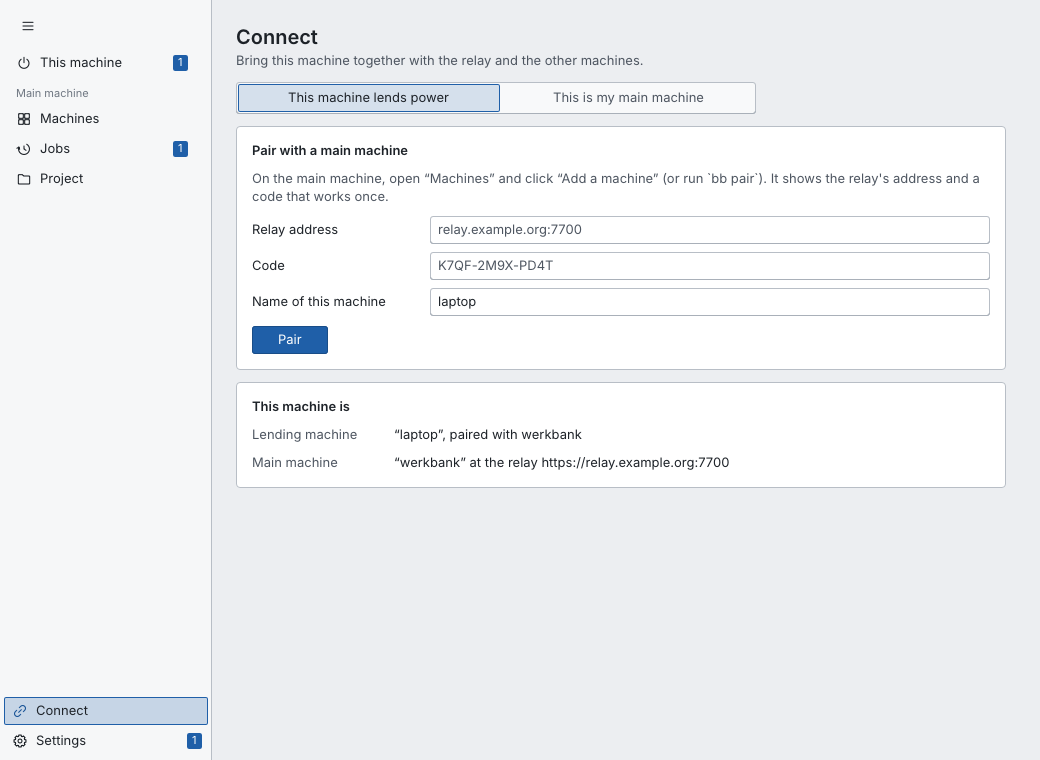 This machine 1
Main machine
Machines
Jobs 1
Project
Connect
Settings 1
Connect
Bring this machine together with the relay and the other machines.
This machine lends power This is my main machine
Pair with a main machine
On the main machine, open “Machines” and click “Add a machine” (or run `bb pair`). It shows the relay's address and a
code that works once.
Relay address relay.example.org:7700
Code K7QF-2M9X-PD4T
Name of this machine laptop
Pair
This machine is
Lending machine “laptop”, paired with werkbank
Main machine “werkbank” at the relay https://relay.example.org:7700